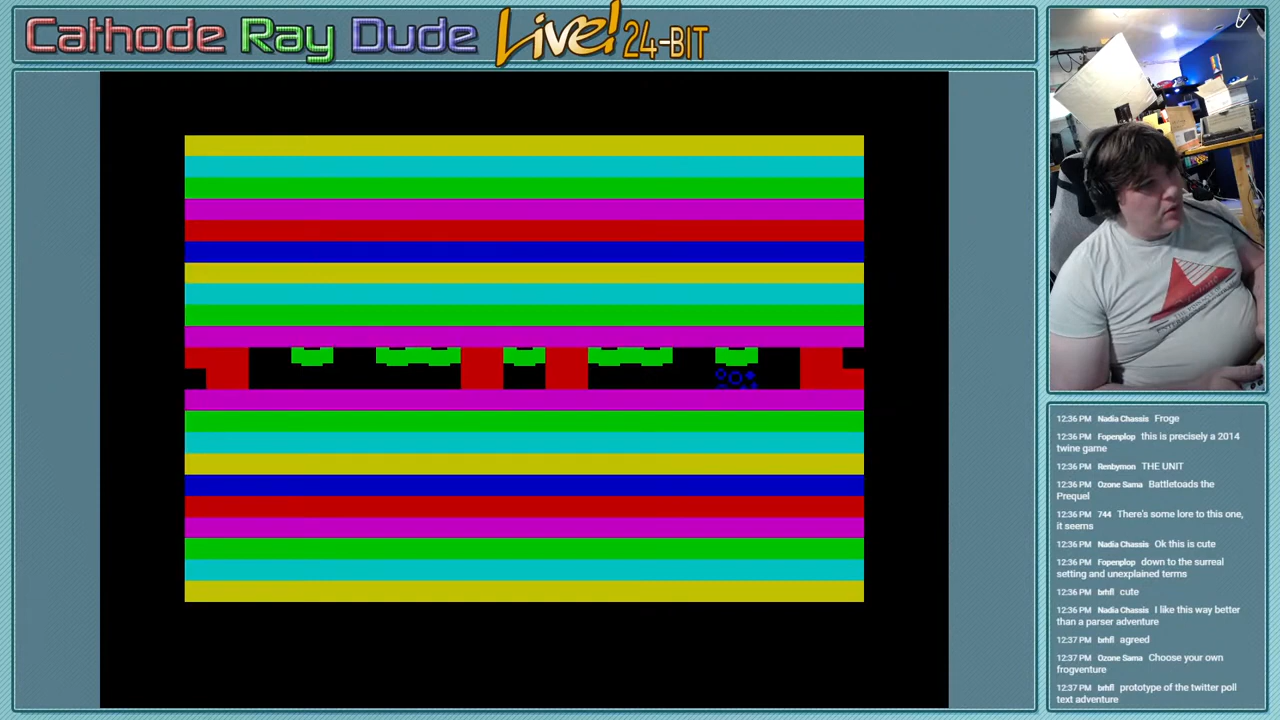 Cathode Ray Dude Live! 24-BIT
12:36 PM Nadia Chassis Froge
12:36 PM Fopenplop this is precisely a 2014
twine game
12:36 PM Renbymon THE UNIT
12:36 PM Ozone Sama Battletoads the
Prequel
12:36 PM 744 There's some lore to this one,
it seems
12:36 PM Nadia Chassis Ok this is cute
12:36 PM Fopenplop down to the surreal
setting and unexplained terms
12:36 PM brhfl cute
12:36 PM Nadia Chassis I like this way better
than a parser adventure
12:37 PM brhfl agreed
12:37 PM Ozone Sama Choose your own
frogventure
12:37 PM brhfl prototype of the twitter poll
text adventure